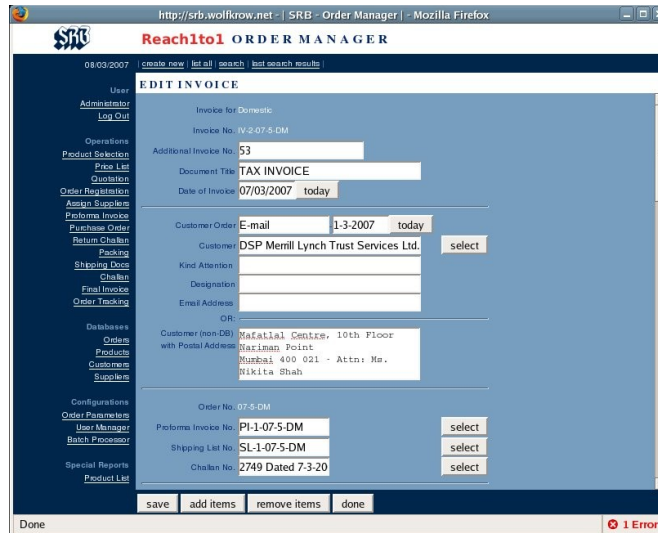 http://srb.wolfkrow.net - | SRB - Order Manager | - Mozilla Firefox
SRB
Reach1to1 ORDER MANAGER
08/03/2007
| create new | list all | search | last search results |
EDIT INVOICE
User
Administrator
Log Out
Operations
Product Selection
Price List
Quotation
Order Registration
Assign Suppliers
Proforma Invoice
Purchase Order
Return Challan
Packing
Shipping Docs
Challan
Final Invoice
Order Tracking
Databases
Orders
Products
Customers
Suppliers
Configurations
Order Parameters
User Manager
Batch Processor
Special Reports
Product List
Invoice for Domestic
Invoice No. IV-2-07-5-DM
Additional Invoice No. 53
Document Title TAX INVOICE
Date of Invoice 07/03/2007 today
Customer Order E-mail 1-3-2007 today
Customer DSP Merrill Lynch Trust Services Ltd. select
Kind Attention
Designation
Email Address
OR:
Customer (non-DB) with Postal Address
Mafatlal Centre, 10th Floor
Nariman Point
Mumbai 400 021 - Attn: Ms.
Nikita Shah
Order No. 07-5-DM
Proforma Invoice No. PI-1-07-5-DM select
Shipping List No. SL-1-07-5-DM select
Challan No. 2749 Dated 7-3-20 select
save add items remove items done
Done
1 Error